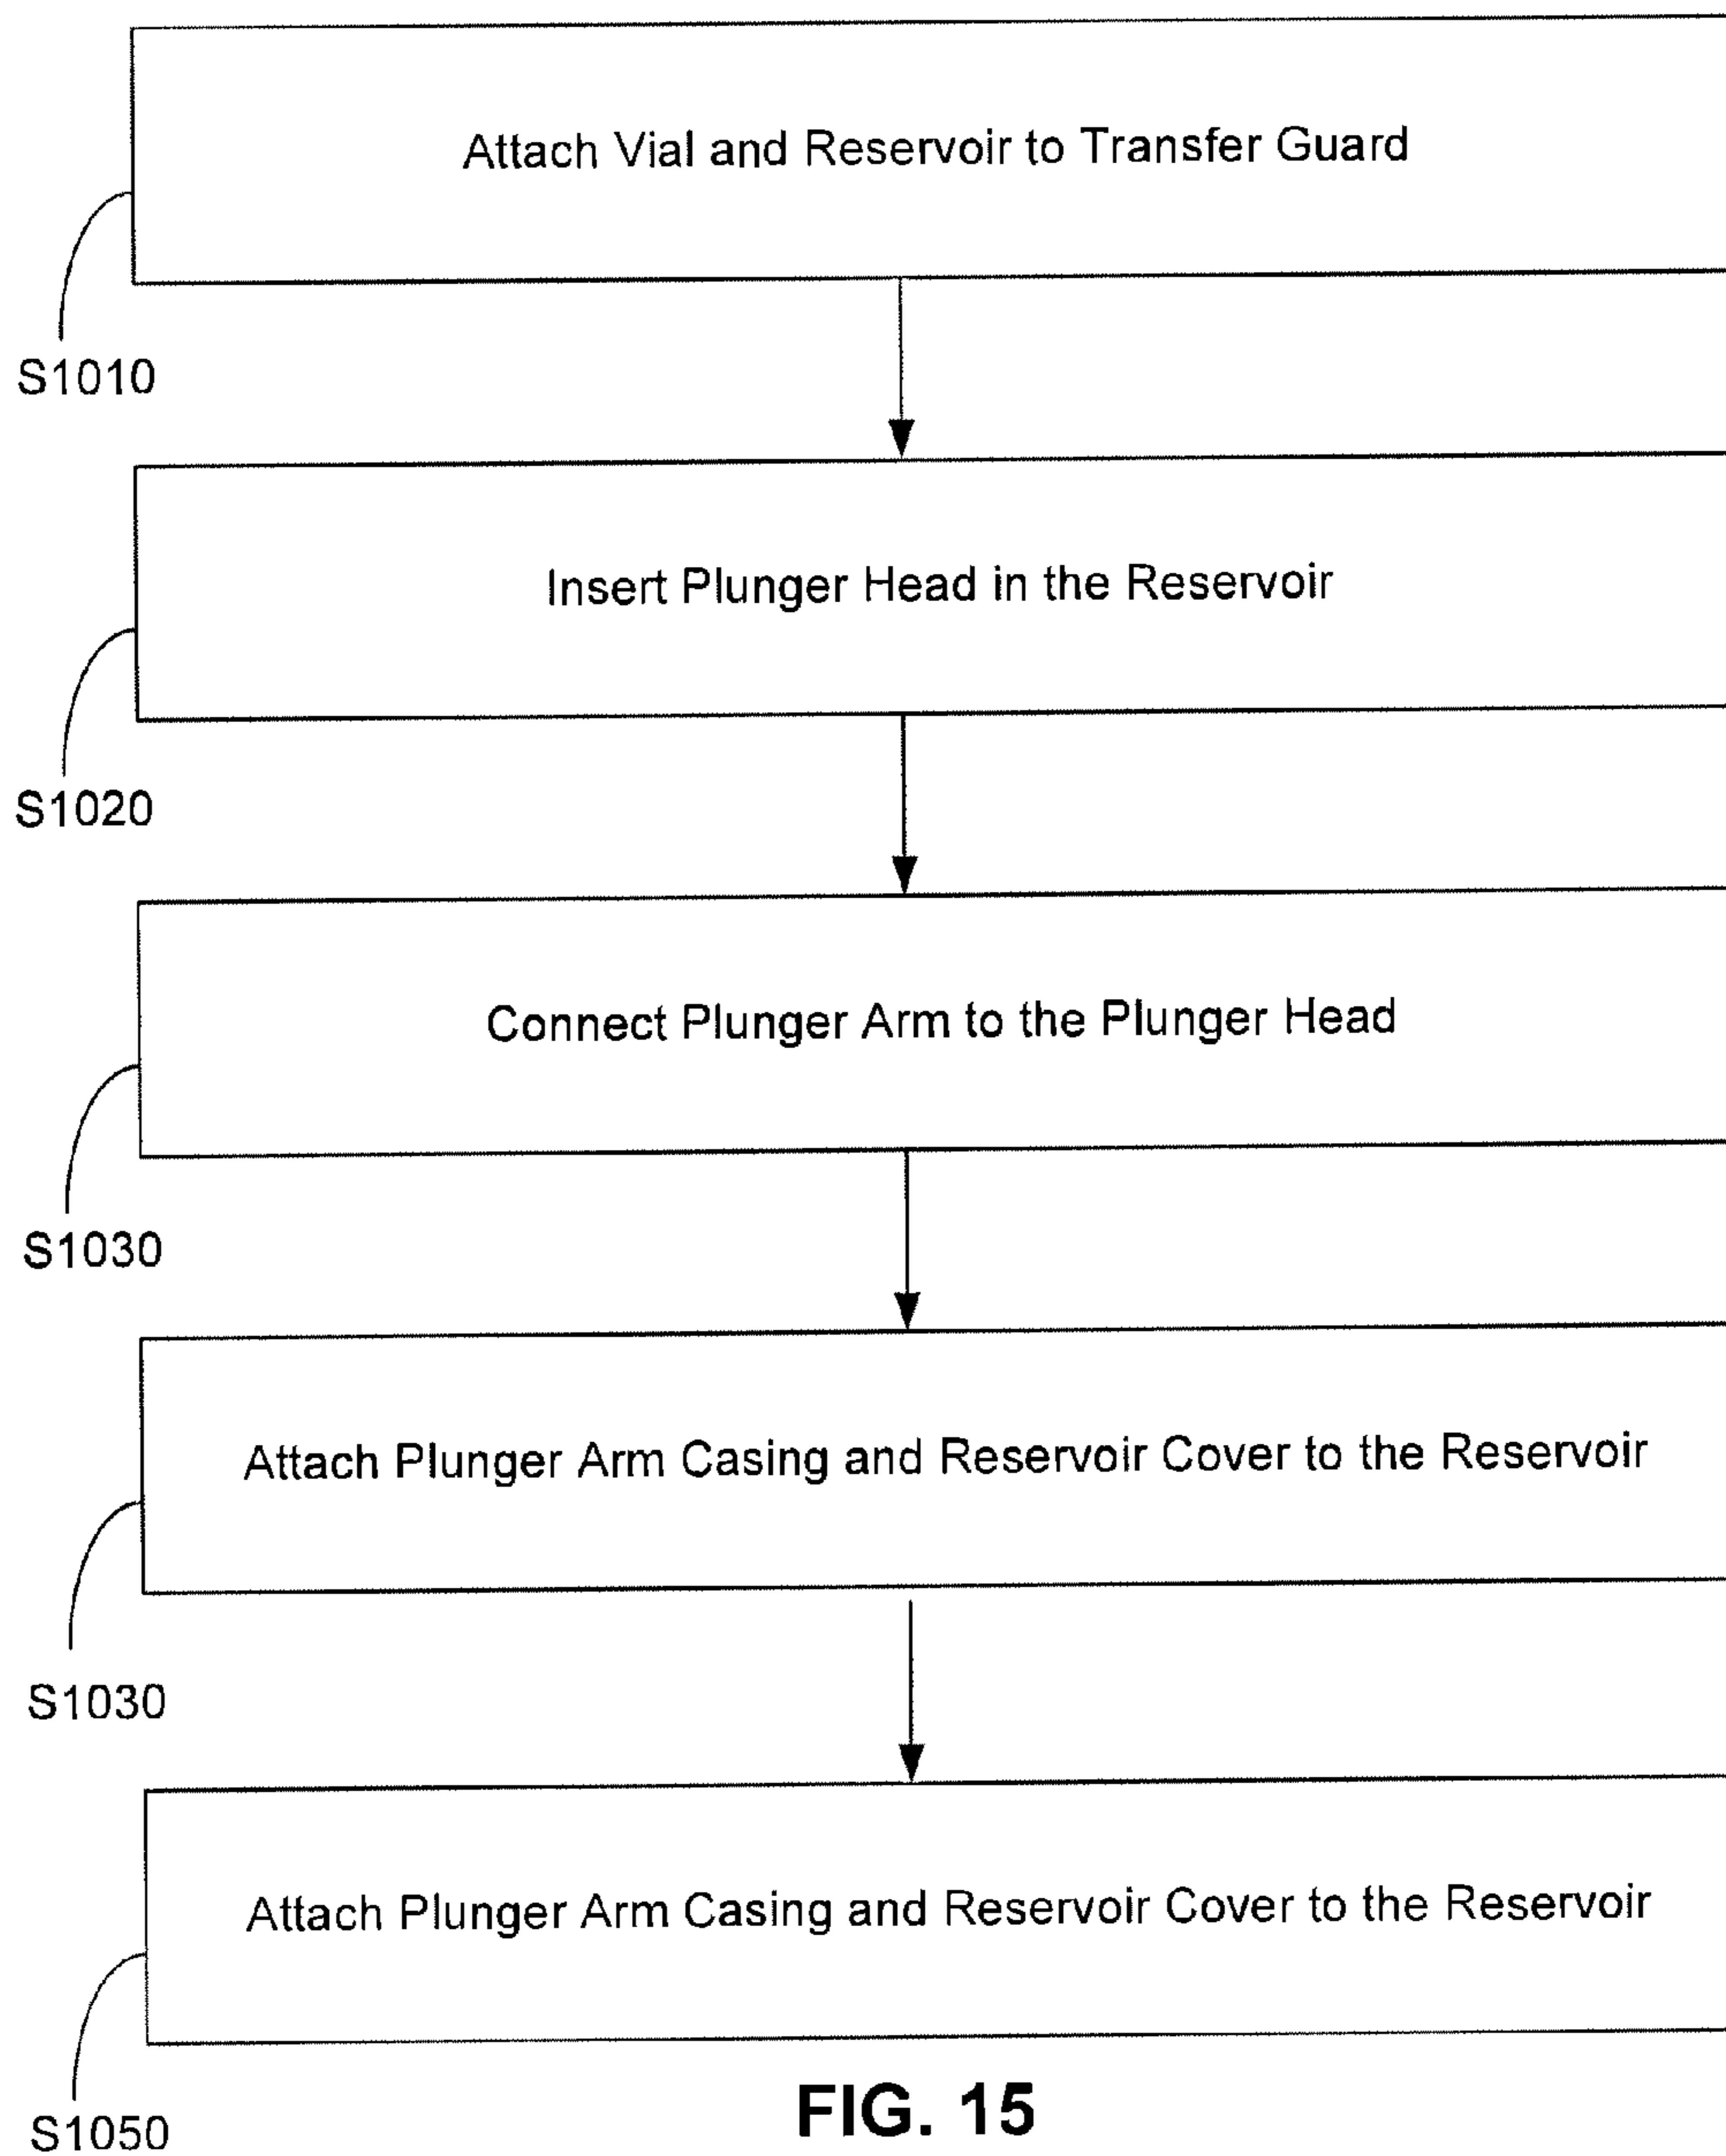 Attach Vial and Reservoir to Transfer Guard
S1010
Insert Plunger Head in the Reservoir
S1020
Connect Plunger Arm to the Plunger Head
S1030
Attach Plunger Arm Casing and Reservoir Cover to the Reservoir
S1030
Attach Plunger Arm Casing and Reservoir Cover to the Reservoir
S1050
FIG. 15